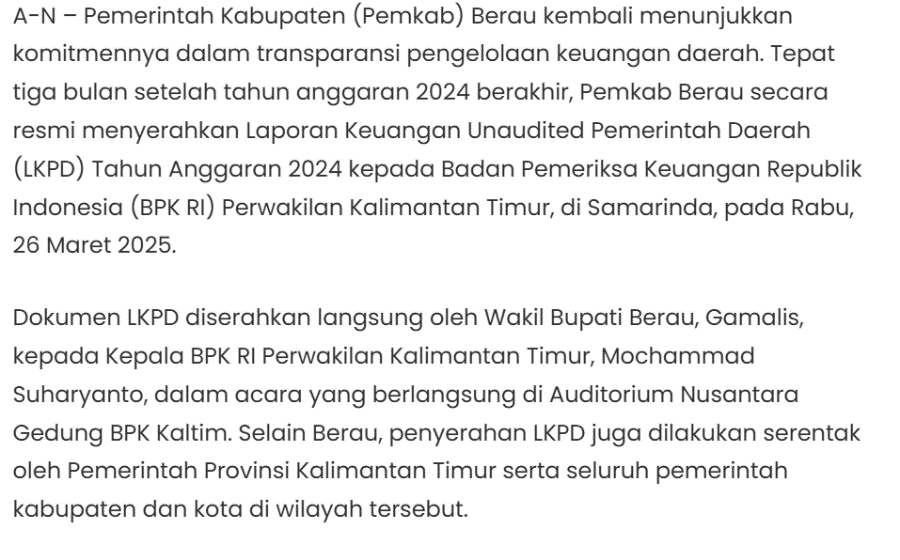 A-N – Pemerintah Kabupaten (Pemkab) Berau kembali menunjukkan
komitmennya dalam transparansi pengelolaan keuangan daerah. Tepat
tiga bulan setelah tahun anggaran 2024 berakhir, Pemkab Berau secara
resmi menyerahkan Laporan Keuangan Unaudited Pemerintah Daerah
(LKPD) Tahun Anggaran 2024 kepada Badan Pemeriksa Keuangan Republik
Indonesia (BPK RI) Perwakilan Kalimantan Timur, di Samarinda, pada Rabu,
26 Maret 2025.
Dokumen LKPD diserahkan langsung oleh Wakil Bupati Berau, Gamalis,
kepada Kepala BPK RI Perwakilan Kalimantan Timur, Mochammad
Suharyanto, dalam acara yang berlangsung di Auditorium Nusantara
Gedung BPK Kaltim. Selain Berau, penyerahan LKPD juga dilakukan serentak
oleh Pemerintah Provinsi Kalimantan Timur serta seluruh pemerintah
kabupaten dan kota di wilayah tersebut.